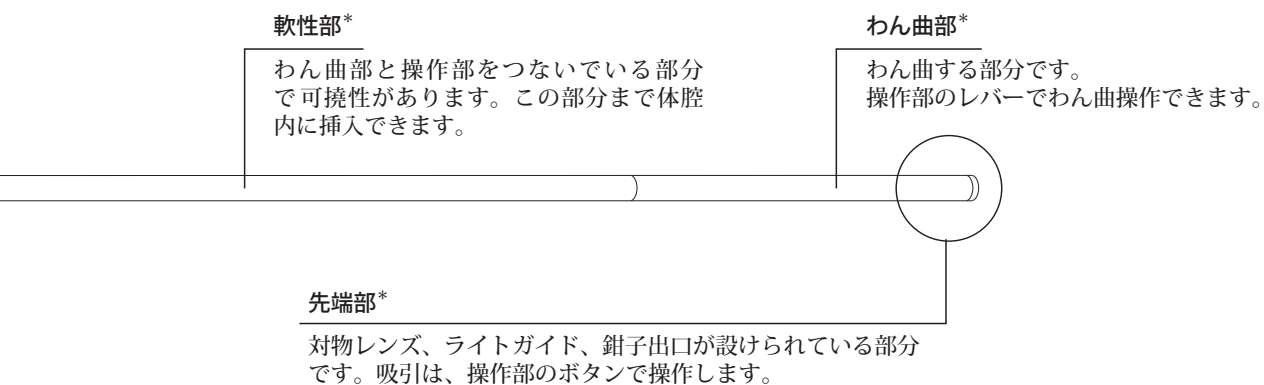 軟性部*
わん曲部と操作部をつないでいる部分
で可撓性があります。この部分まで体腔
内に挿入できます。
わん曲部*
わん曲する部分です。
操作部のレバーでわん曲操作できます。
先端部*
対物レンズ、ライトガイド、鉗子出口が設けられている部分
です。吸引は、操作部のボタンで操作します。